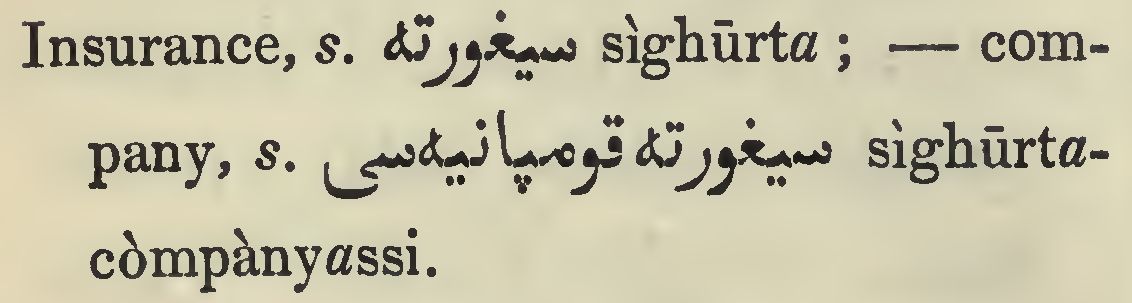 Insurance, s. سیغورته sìghūrta ; — com-
pany, s. سیغورته قومپانیه‌سی sìghūrta-
còmpànyassi.